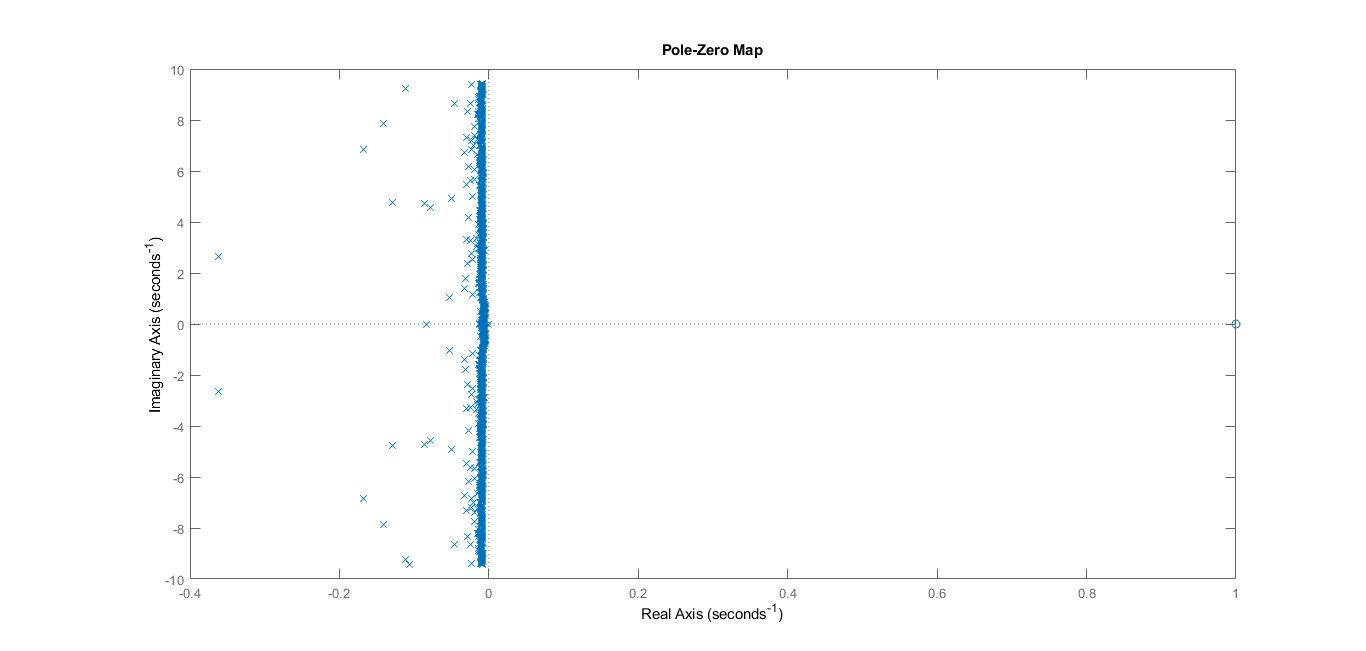 Pole-Zero Map
Imaginary Axis (seconds⁻¹)
10
8
6
4
2
0
-2
-4
-6
-8
-10
-0.4 -0.2 0 0.2 0.4 0.6 0.8 1
Real Axis (seconds⁻¹)